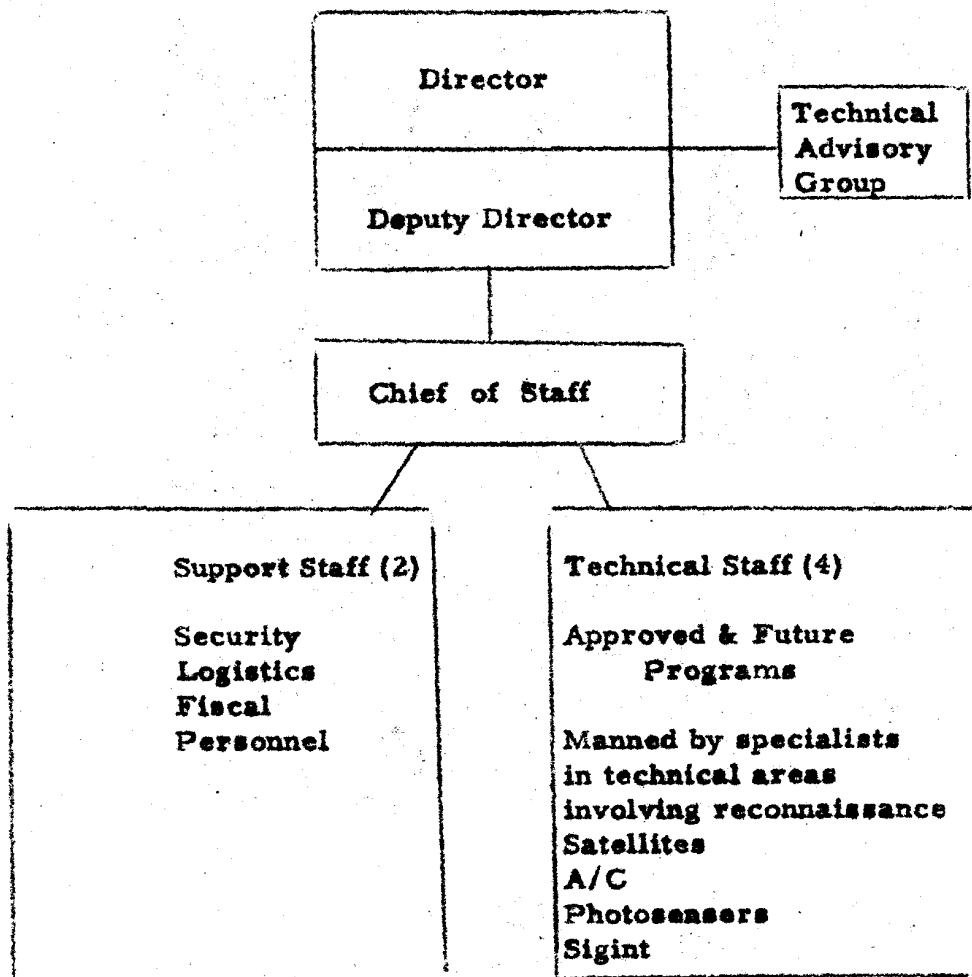 Director
Technical
Advisory
Group
Deputy Director
Chief of Staff
Support Staff (2)
Security
Logistics
Fiscal
Personnel
Technical Staff (4)
Approved & Future
Programs
Manned by specialists
in technical areas
involving reconnaissance
Satellites
A/C
Photosensers
Sigint